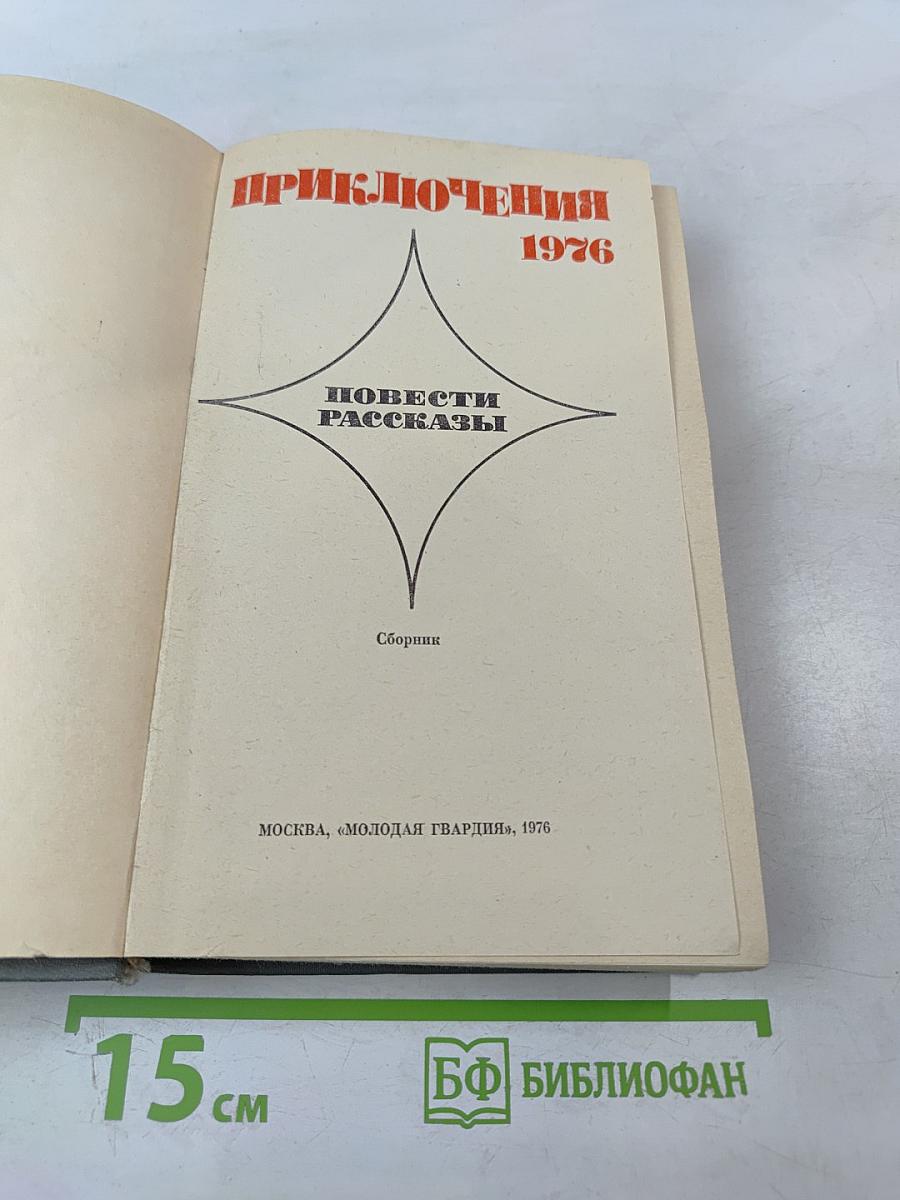 ПРИКЛЮЧЕНИЯ
1976
ПОВЕСТИ
РАССКАЗЫ
Сборник
МОСКВА, «МОЛОДАЯ ГВАРДИЯ», 1976
15 см
БФ БИБЛИОФАН